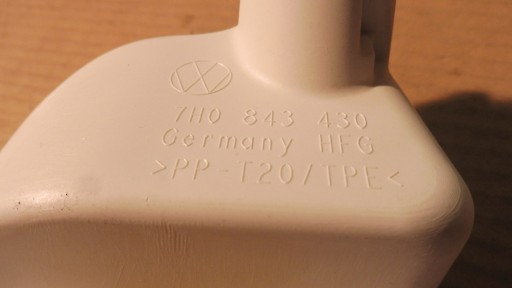 7H0 843 430
Germany HFG
>PP-T20/TPE<